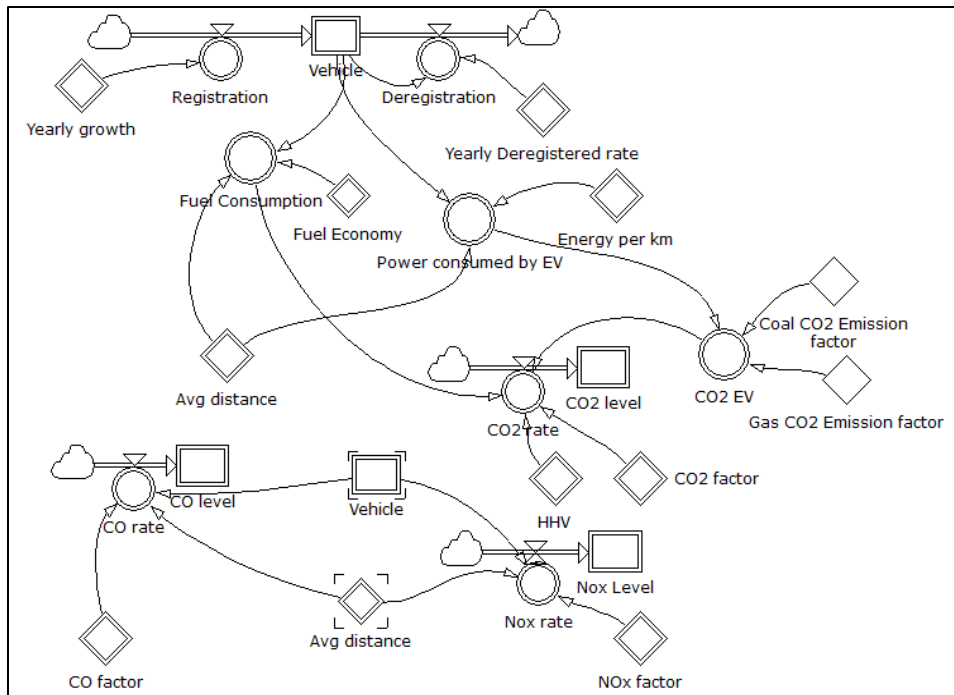 Vehicle
Registration
Deregistration
Yearly growth
Yearly Deregistered rate
Fuel Consumption
Fuel Economy
Energy per km
Power consumed by EV
Coal CO2 Emission
factor
Avg distance
CO2 level
CO2 EV
CO2 rate
Gas CO2 Emission factor
CO2 factor
CO level
Vehicle
HHV
CO rate
Nox Level
Nox rate
Avg distance
CO factor
NOx factor